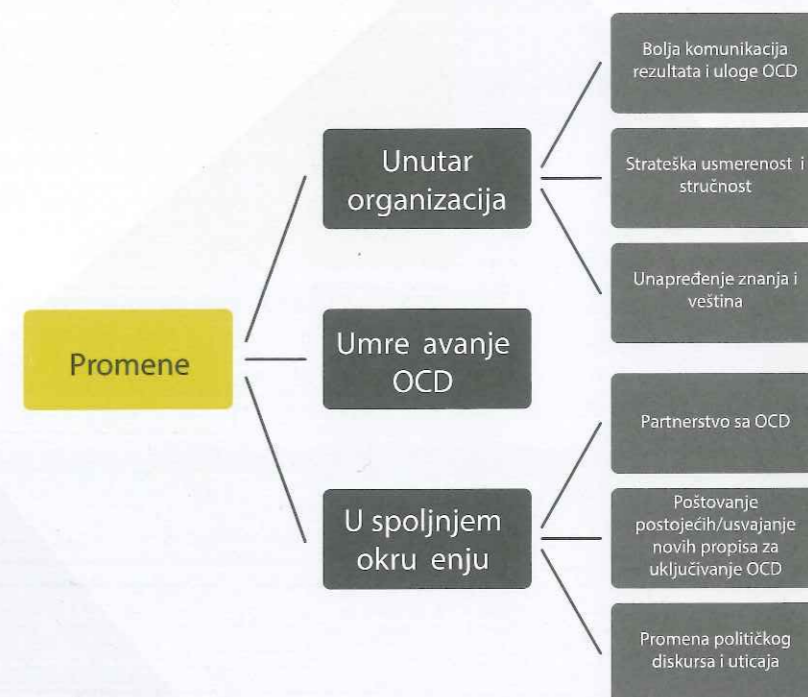 Promene
Unutar
organizacija
Bolja komunikacija
rezultata i uloge OCD
Strateška usmerenost i
stručnost
Unapređenje znanja i
veština
Umre avanje
OCD
U spoljnjem
okru enju
Partnerstvo sa OCD
Poštovanje
postojećih/usvajanje
novih propisa za
uključivanje OCD
Promena političkog
diskursa i uticaja